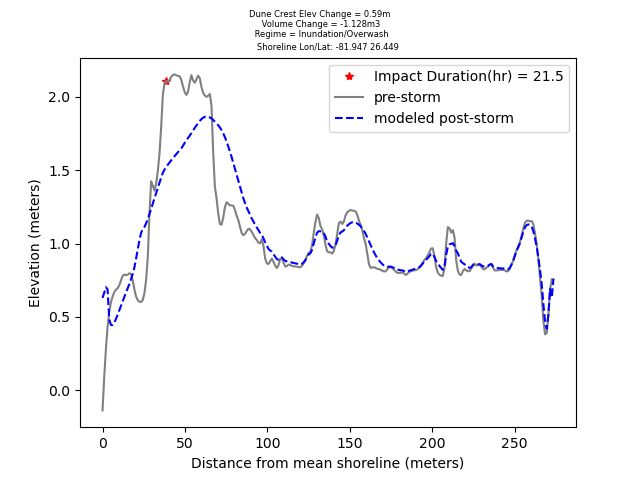 Dune Crest Elev Change = 0.59m
Volume Change = -1.128m3
Regime = Inundation/Overwash
Shoreline Lon/Lat: -81.947 26.449
Impact Duration(hr) = 21.5
pre-storm
modeled post-storm
Elevation (meters)
2.0
1.5
1.0
0.5
0.0
0 50 100 150 200 250
Distance from mean shoreline (meters)